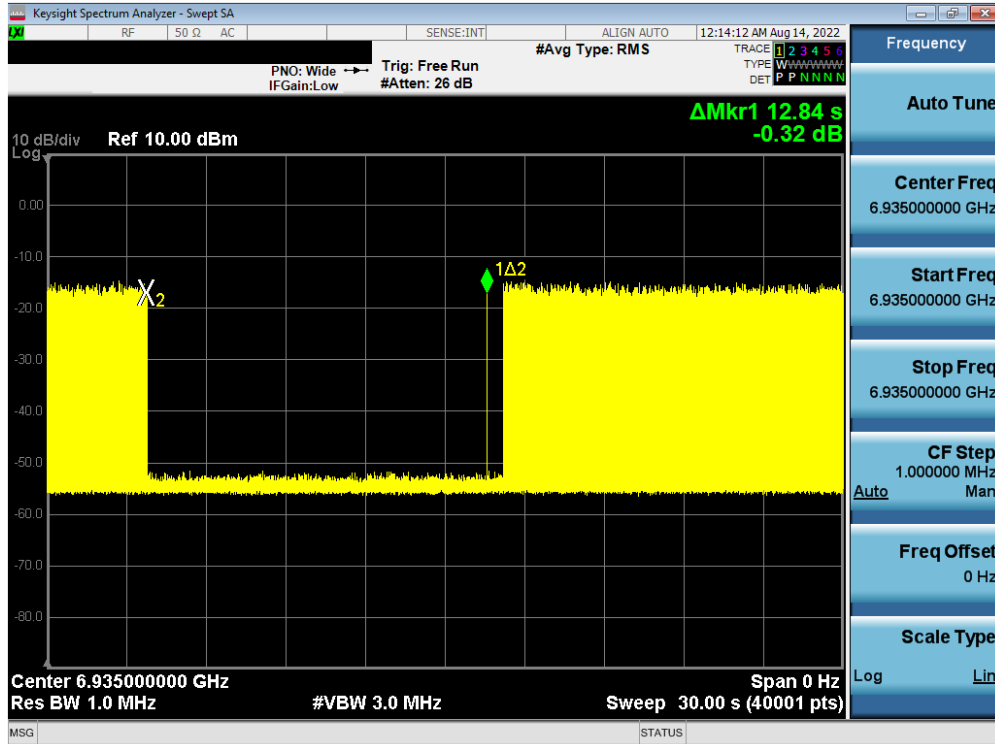 Keysight Spectrum Analyzer - Swept SA
LXI RF 50 Ω AC SENSE:INT ALIGN AUTO 12:14:12 AM Aug 14, 2022
#Avg Type: RMS
TRACE 1 2 3 4 5 6
PNO: Wide Trig: Free Run
TYPE WWWWWW
IFGain:Low #Atten: 26 dB
DET P P N N N N
ΔMkr1 12.84 s
-0.32 dB
10 dB/div Ref 10.00 dBm
Log
0.00
-10.0
1Δ2
X2
-20.0
-30.0
-40.0
-50.0
-60.0
-70.0
-80.0
Center 6.935000000 GHz Span 0 Hz
Res BW 1.0 MHz #VBW 3.0 MHz Sweep 30.00 s (40001 pts)
MSG STATUS
Frequency
Auto Tune
Center Freq
6.935000000 GHz
Start Freq
6.935000000 GHz
Stop Freq
6.935000000 GHz
CF Step
1.000000 MHz
Auto Man
Freq Offset
0 Hz
Scale Type
Log Lin